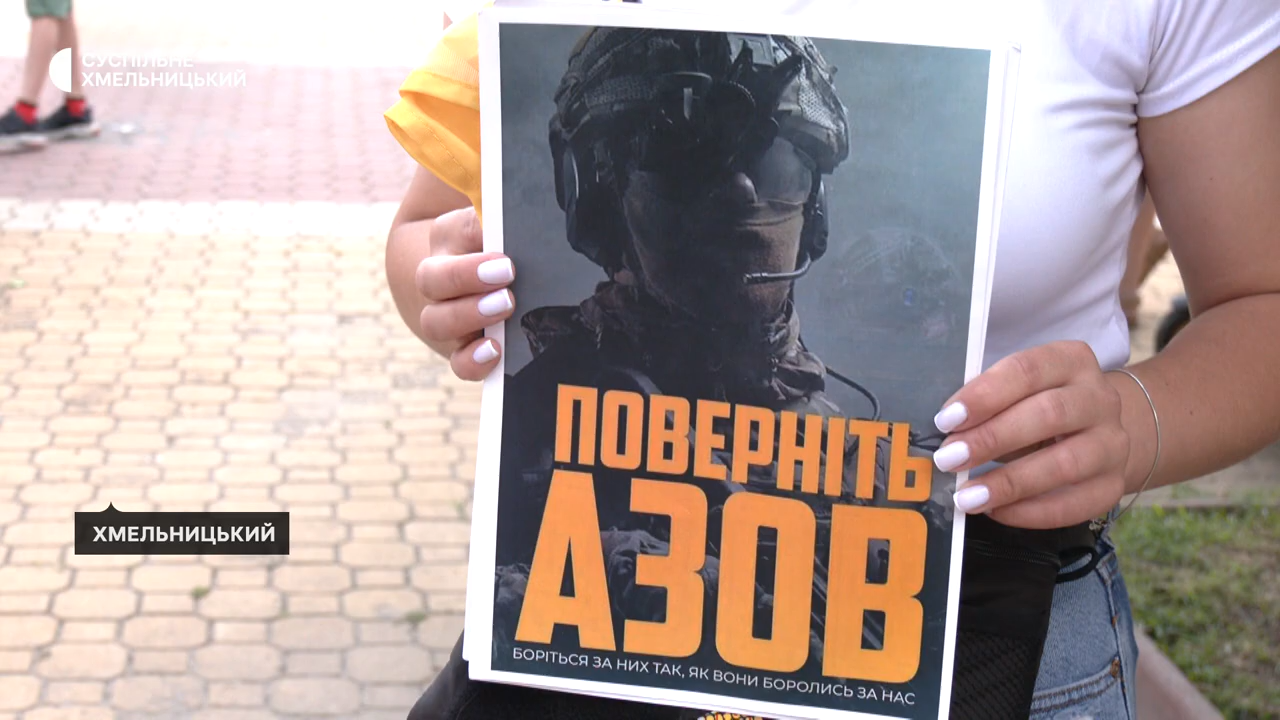 СУСПІЛЬНЕ
ХМЕЛЬНИЦЬКИЙ
ПОВЕРНІТЬ
АЗОВ
БОРІТЬСЯ ЗА НИХ ТАК, ЯК ВОНИ БОРОЛИСЬ ЗА НАС
ХМЕЛЬНИЦЬКИЙ